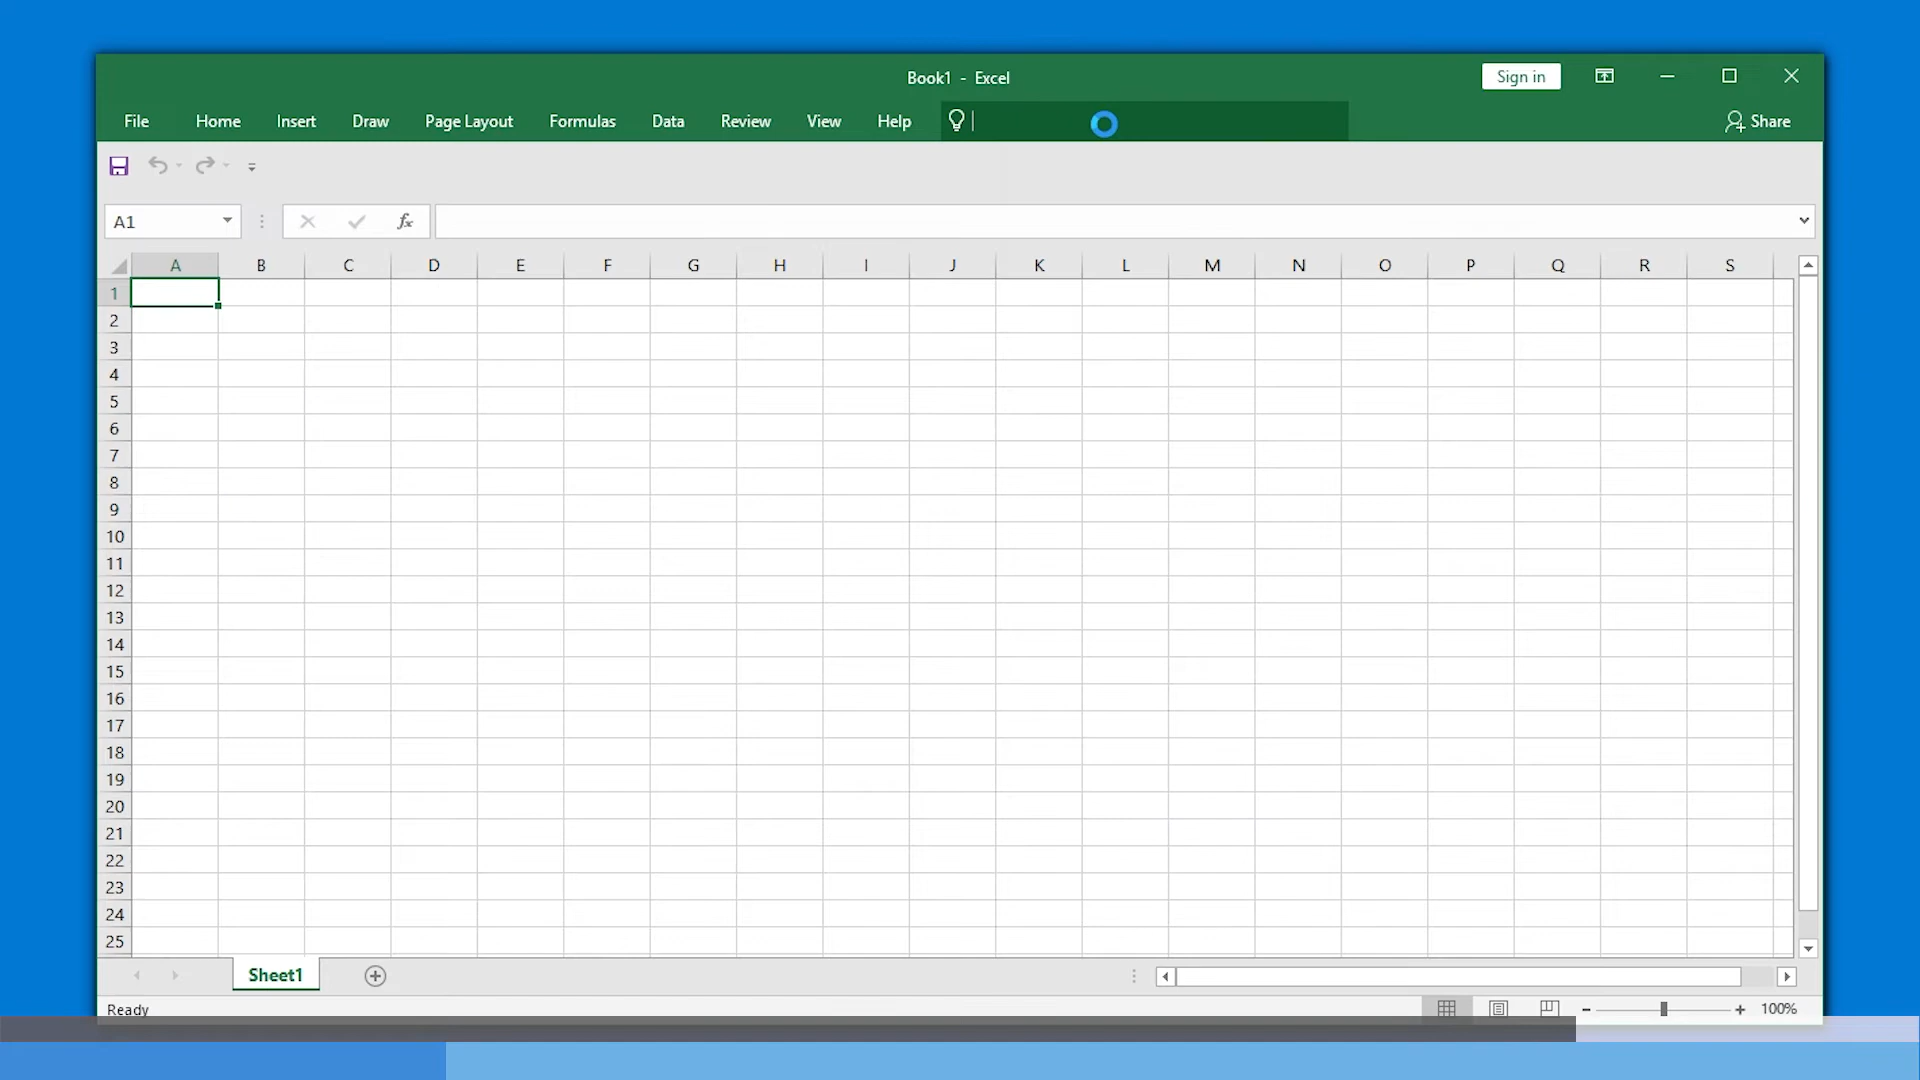 Book1 - Excel
Sign in
File Home Insert Draw Page Layout Formulas Data Review View Help
Share
A1
fx
A B C D E F G H I J K L M N O P Q R S
1
2
3
4
5
6
7
8
9
10
11
12
13
14
15
16
17
18
19
20
21
22
23
24
25
Sheet1
Ready
100%